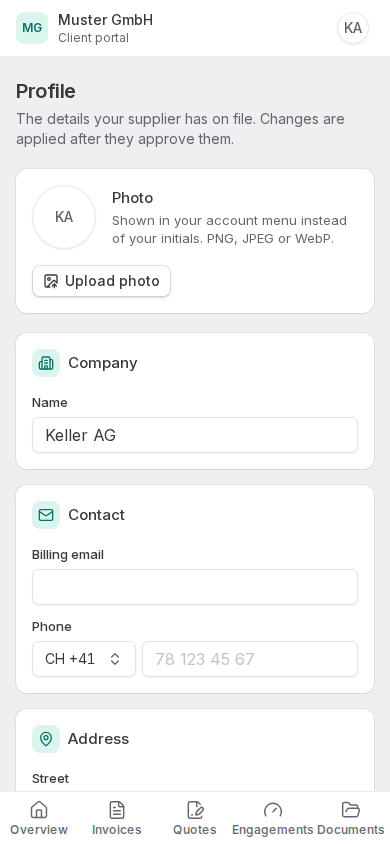 MG
Muster GmbH
Client portal
KA
Profile
The details your supplier has on file. Changes are
applied after they approve them.
KA
Photo
Shown in your account menu instead
of your initials. PNG, JPEG or WebP.
Upload photo
Company
Name
Keller AG
Contact
Billing email
Phone
CH +41
78 123 45 67
Address
Street
Overview
Invoices
Quotes
Engagements
Documents